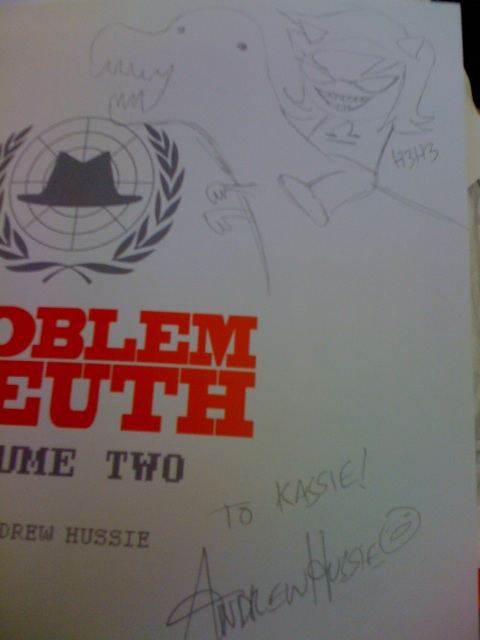 H3H3
OBLEM
EUTH
UME TWO
DREW HUSSIE
TO KASSIE!
ANDREW HUSSIE